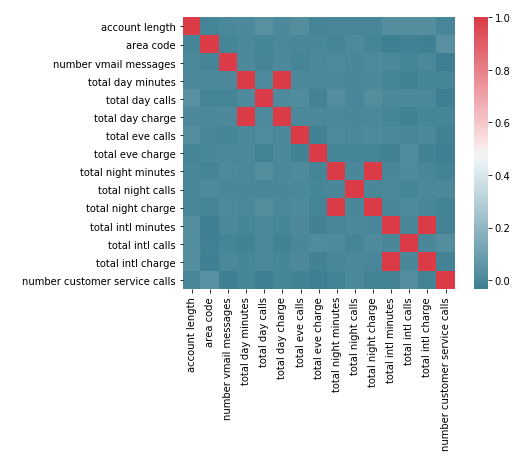 account length
area code
number vmail messages
total day minutes
total day calls
total day charge
total eve calls
total eve charge
total night minutes
total night calls
total night charge
total intl minutes
total intl calls
total intl charge
number customer service calls
account length
area code
number vmail messages
total day minutes
total day calls
total day charge
total eve calls
total eve charge
total night minutes
total night calls
total night charge
total intl minutes
total intl calls
total intl charge
number customer service calls
1.0
0.8
0.6
0.4
0.2
0.0